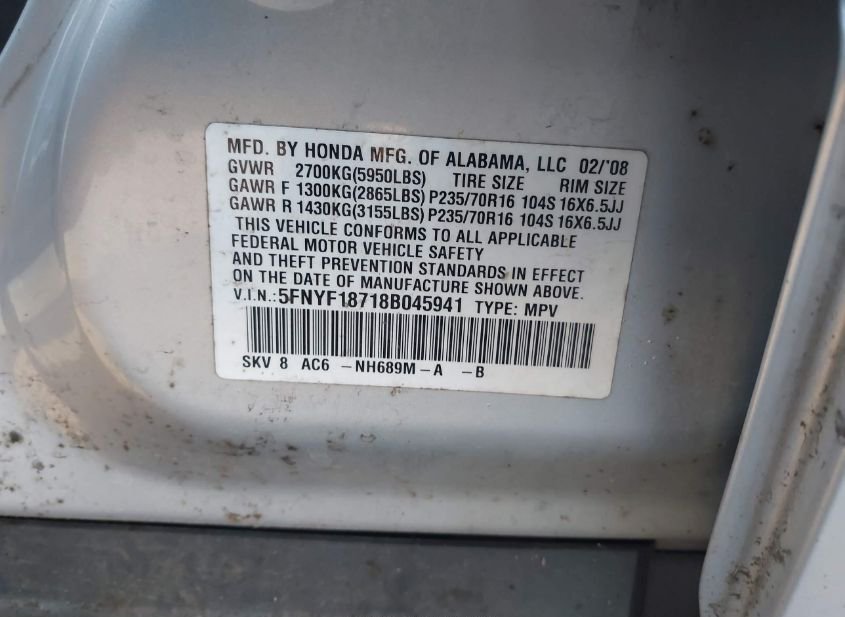 MFD. BY HONDA MFG. OF ALABAMA, LLC 02/'08
GVWR 2700KG(5950LBS) TIRE SIZE RIM SIZE
GAWR F 1300KG(2865LBS) P235/70R16 104S 16X6.5JJ
GAWR R 1430KG(3155LBS) P235/70R16 104S 16X6.5JJ
THIS VEHICLE CONFORMS TO ALL APPLICABLE
FEDERAL MOTOR VEHICLE SAFETY
AND THEFT PREVENTION STANDARDS IN EFFECT
ON THE DATE OF MANUFACTURE SHOWN ABOVE.
V.I.N.:5FNYF18718B045941 TYPE: MPV
SKV 8 AC6 -NH689M-A -B